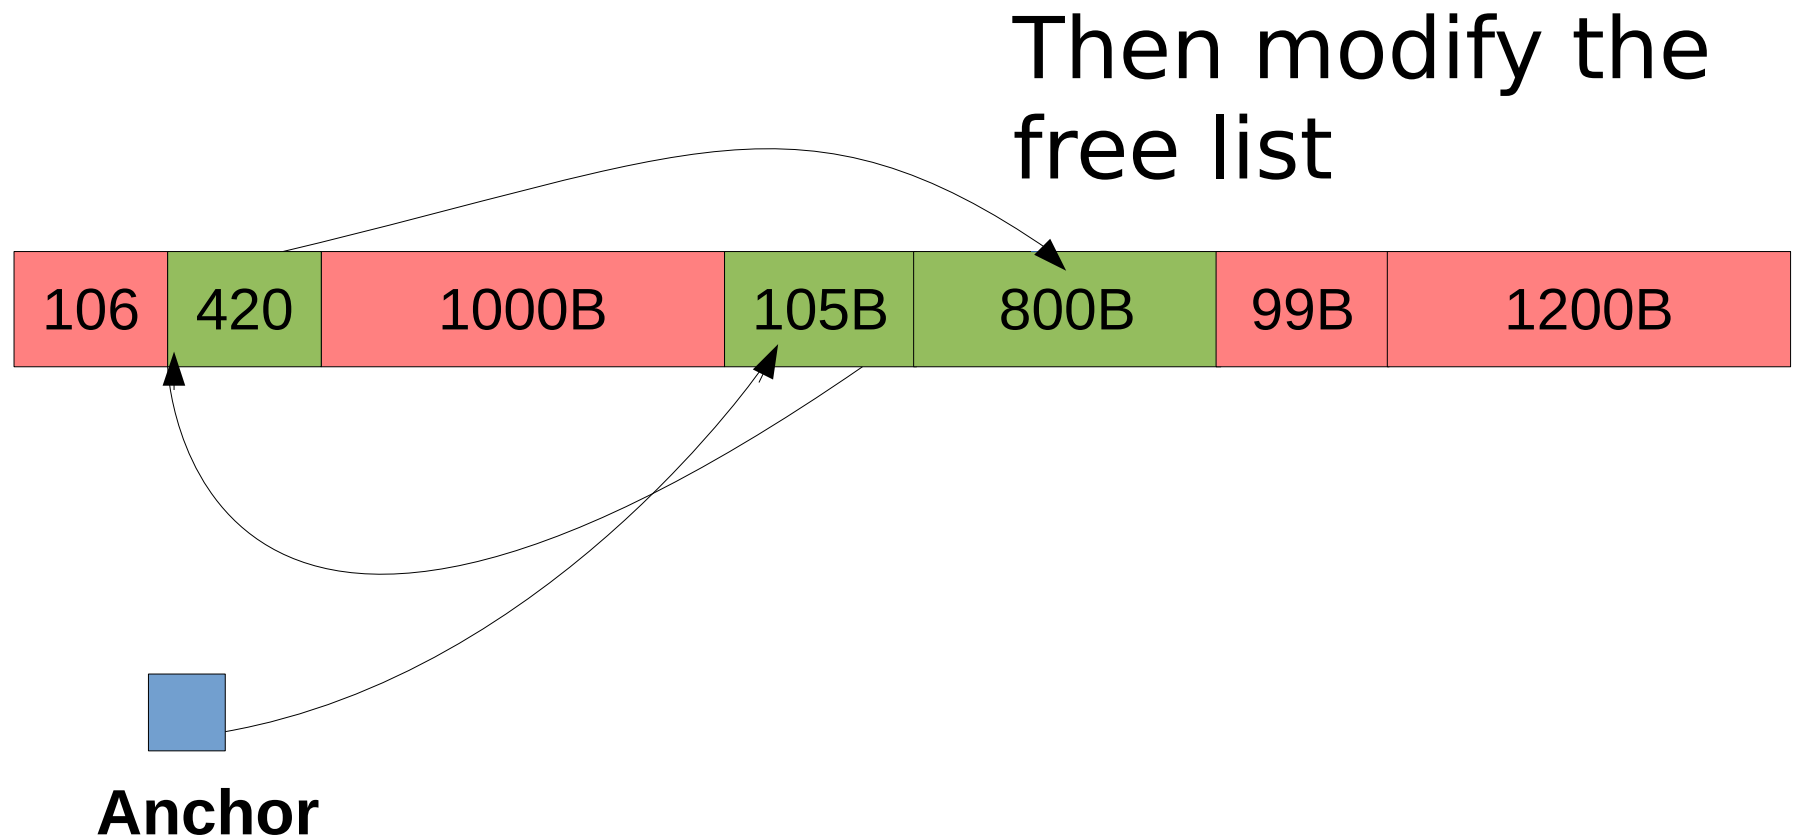 Then modify the
free list
106 420 1000B 105B 800B 99B 1200B
Anchor